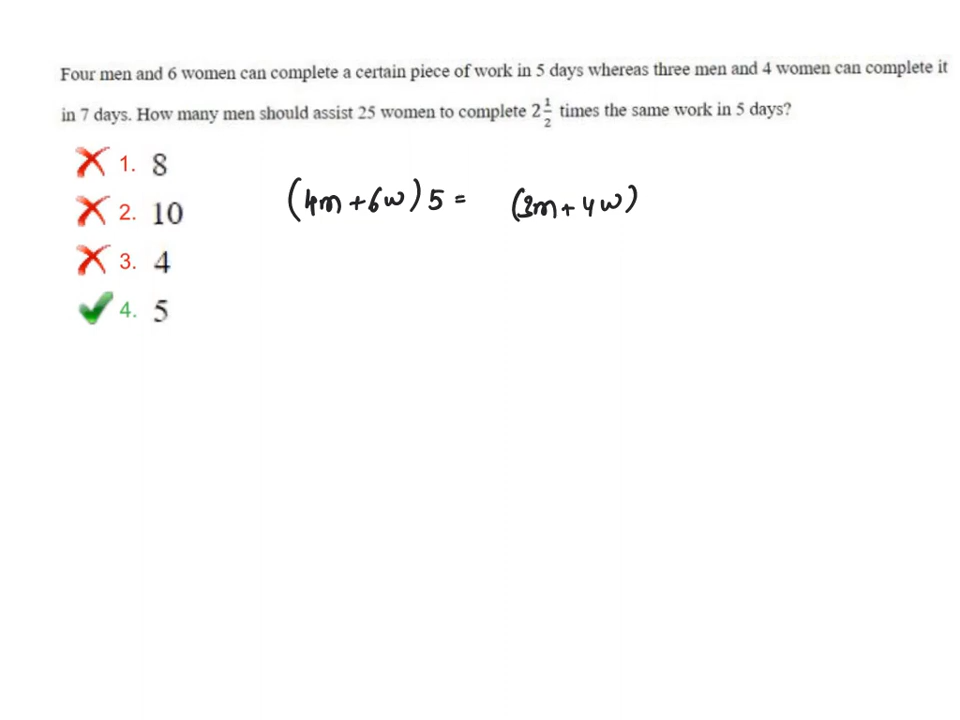 Four men and 6 women can complete a certain piece of work in 5 days whereas three men and 4 women can complete it
in 7 days. How many men should assist 25 women to complete 2 1/2 times the same work in 5 days?
1. 8
(4m + 6w) 5 = (3m + 4w)
2. 10
3. 4
4. 5